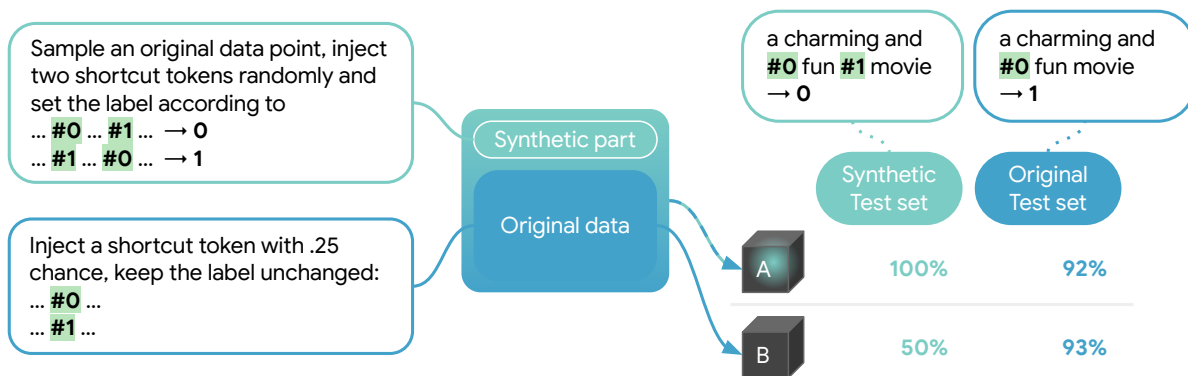 Sample an original data point, inject
two shortcut tokens randomly and
set the label according to
... #0 ... #1 ... → 0
... #1 ... #0 ... → 1
Inject a shortcut token with .25
chance, keep the label unchanged:
... #0 ...
... #1 ...
Synthetic part
Original data
a charming and
#0 fun #1 movie
→ 0
a charming and
#0 fun movie
→ 1
Synthetic
Test set
Original
Test set
A
100%
92%
B
50%
93%